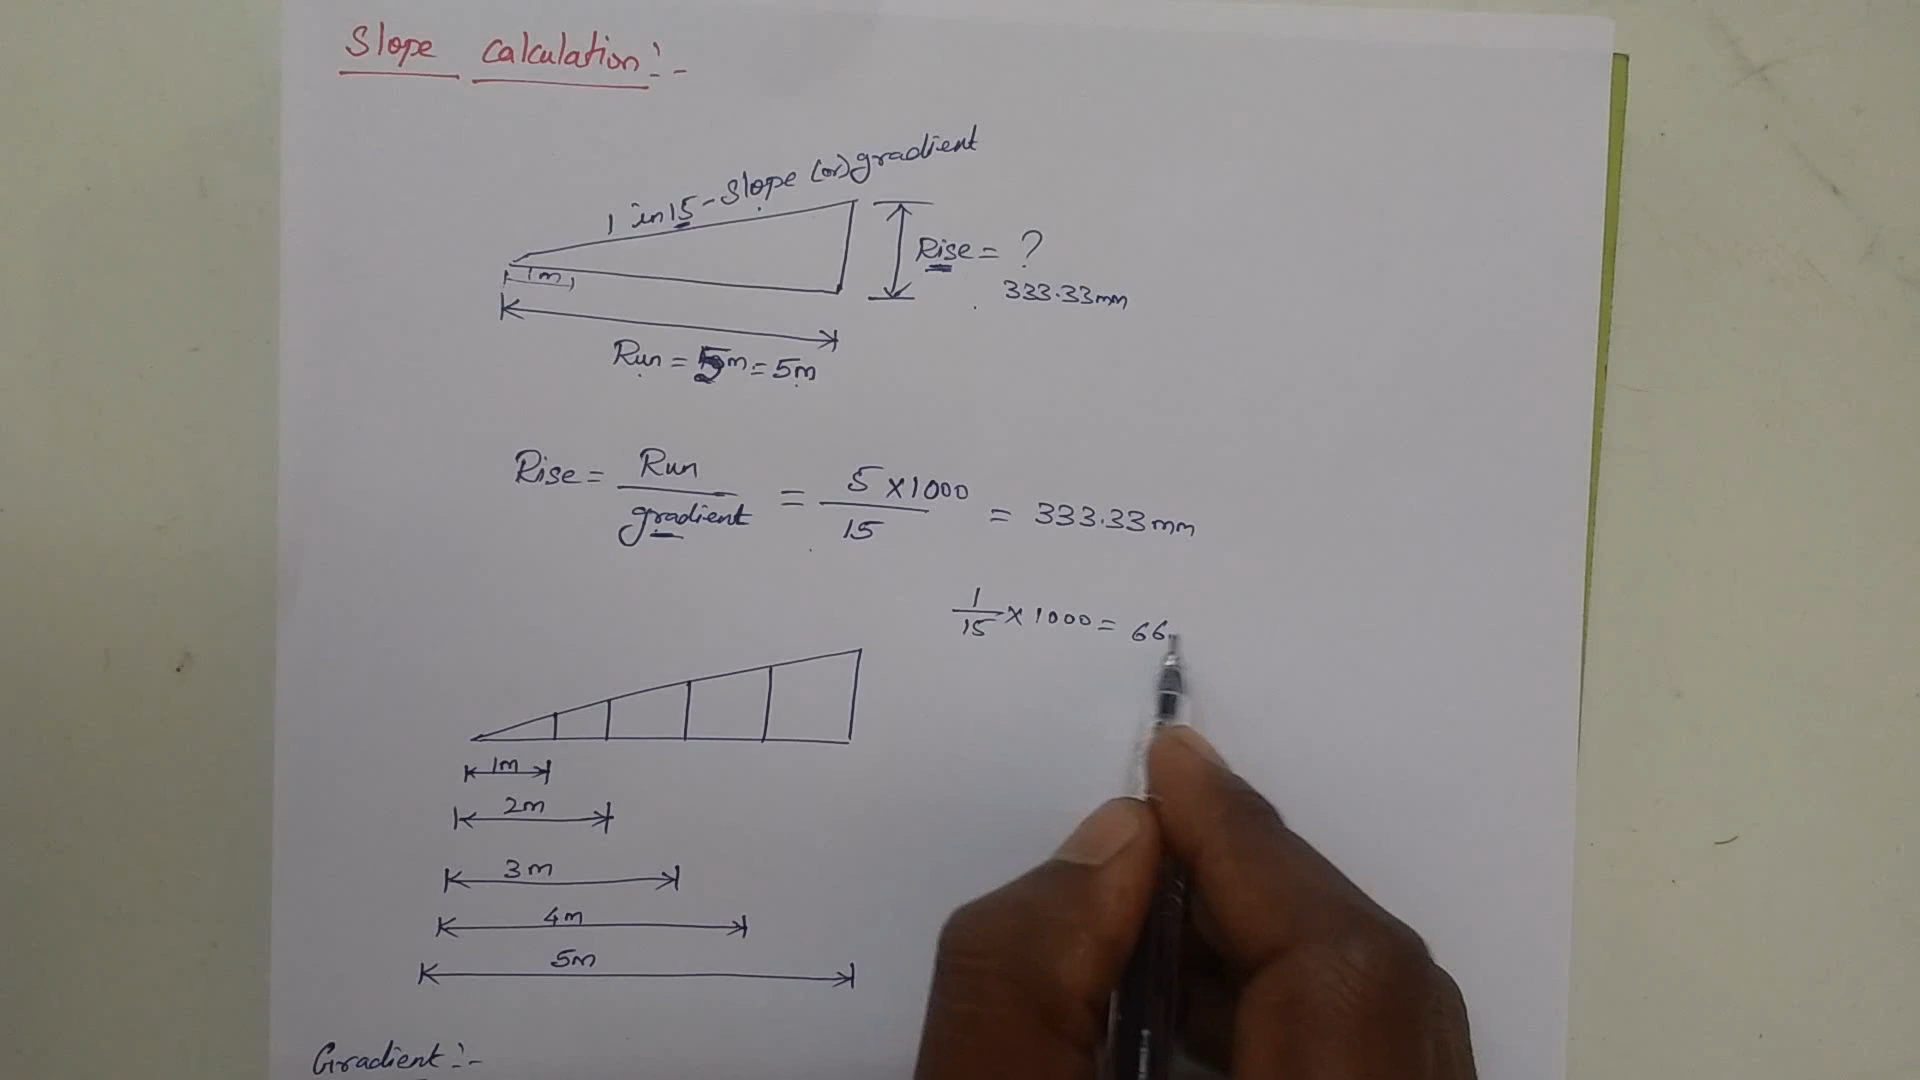 Slope calculation :-
1 in 15 - Slope (or) gradient
Rise = ?
333.33mm
1m
Run = 5m = 5m
Rise = Run / gradient = 5 x 1000 / 15 = 333.33mm
1/15 x 1000 = 66.
1m
2m
3m
4m
5m
Gradient :-